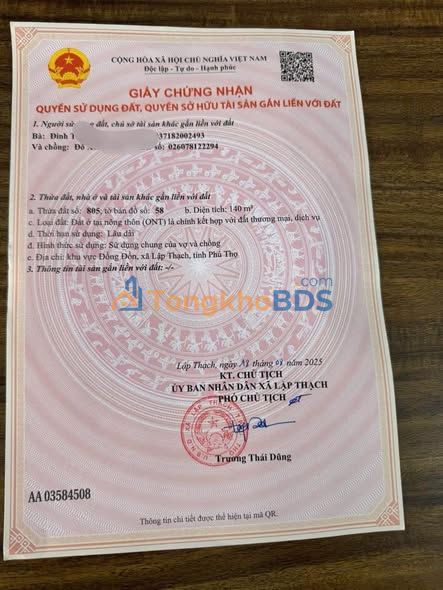 CỘNG HÒA XÃ HỘI CHỦ NGHĨA VIỆT NAM
Độc lập - Tự do - Hạnh phúc
GIẤY CHỨNG NHẬN
QUYỀN SỬ DỤNG ĐẤT, QUYỀN SỞ HỮU TÀI SẢN GẮN LIỀN VỚI ĐẤT
1. Người sử đất, chủ sở tài sản khác gắn liền với đất
Bà: Đinh T 37182002493
Và chồng: Đỗ số: 026078122294
2. Thửa đất, nhà ở và tài sản khác gắn liền với đất
a. Thửa đất số: 805, tờ bản đồ số: 58 b. Diện tích: 140 m²
c. Loại đất: Đất ở tại nông thôn (ONT) là chính kết hợp với đất thương mại, dịch vụ
d. Thời hạn sử dụng: Lâu dài
đ. Hình thức sử dụng: Sử dụng chung của vợ và chồng
e. Địa chỉ: khu vực Đồng Đồn, xã Lập Thạch, tỉnh Phú Thọ
3. Thông tin tài sản gắn liền với đất: -/-
TongkhoBDS.com
Lập Thạch, ngày tháng năm 2025
KT. CHỦ TỊCH
ỦY BAN NHÂN DÂN XÃ LẬP THẠCH
PHÓ CHỦ TỊCH
Trương Thái Dũng
AA 03584508
Thông tin chi tiết được thể hiện tại mã QR.